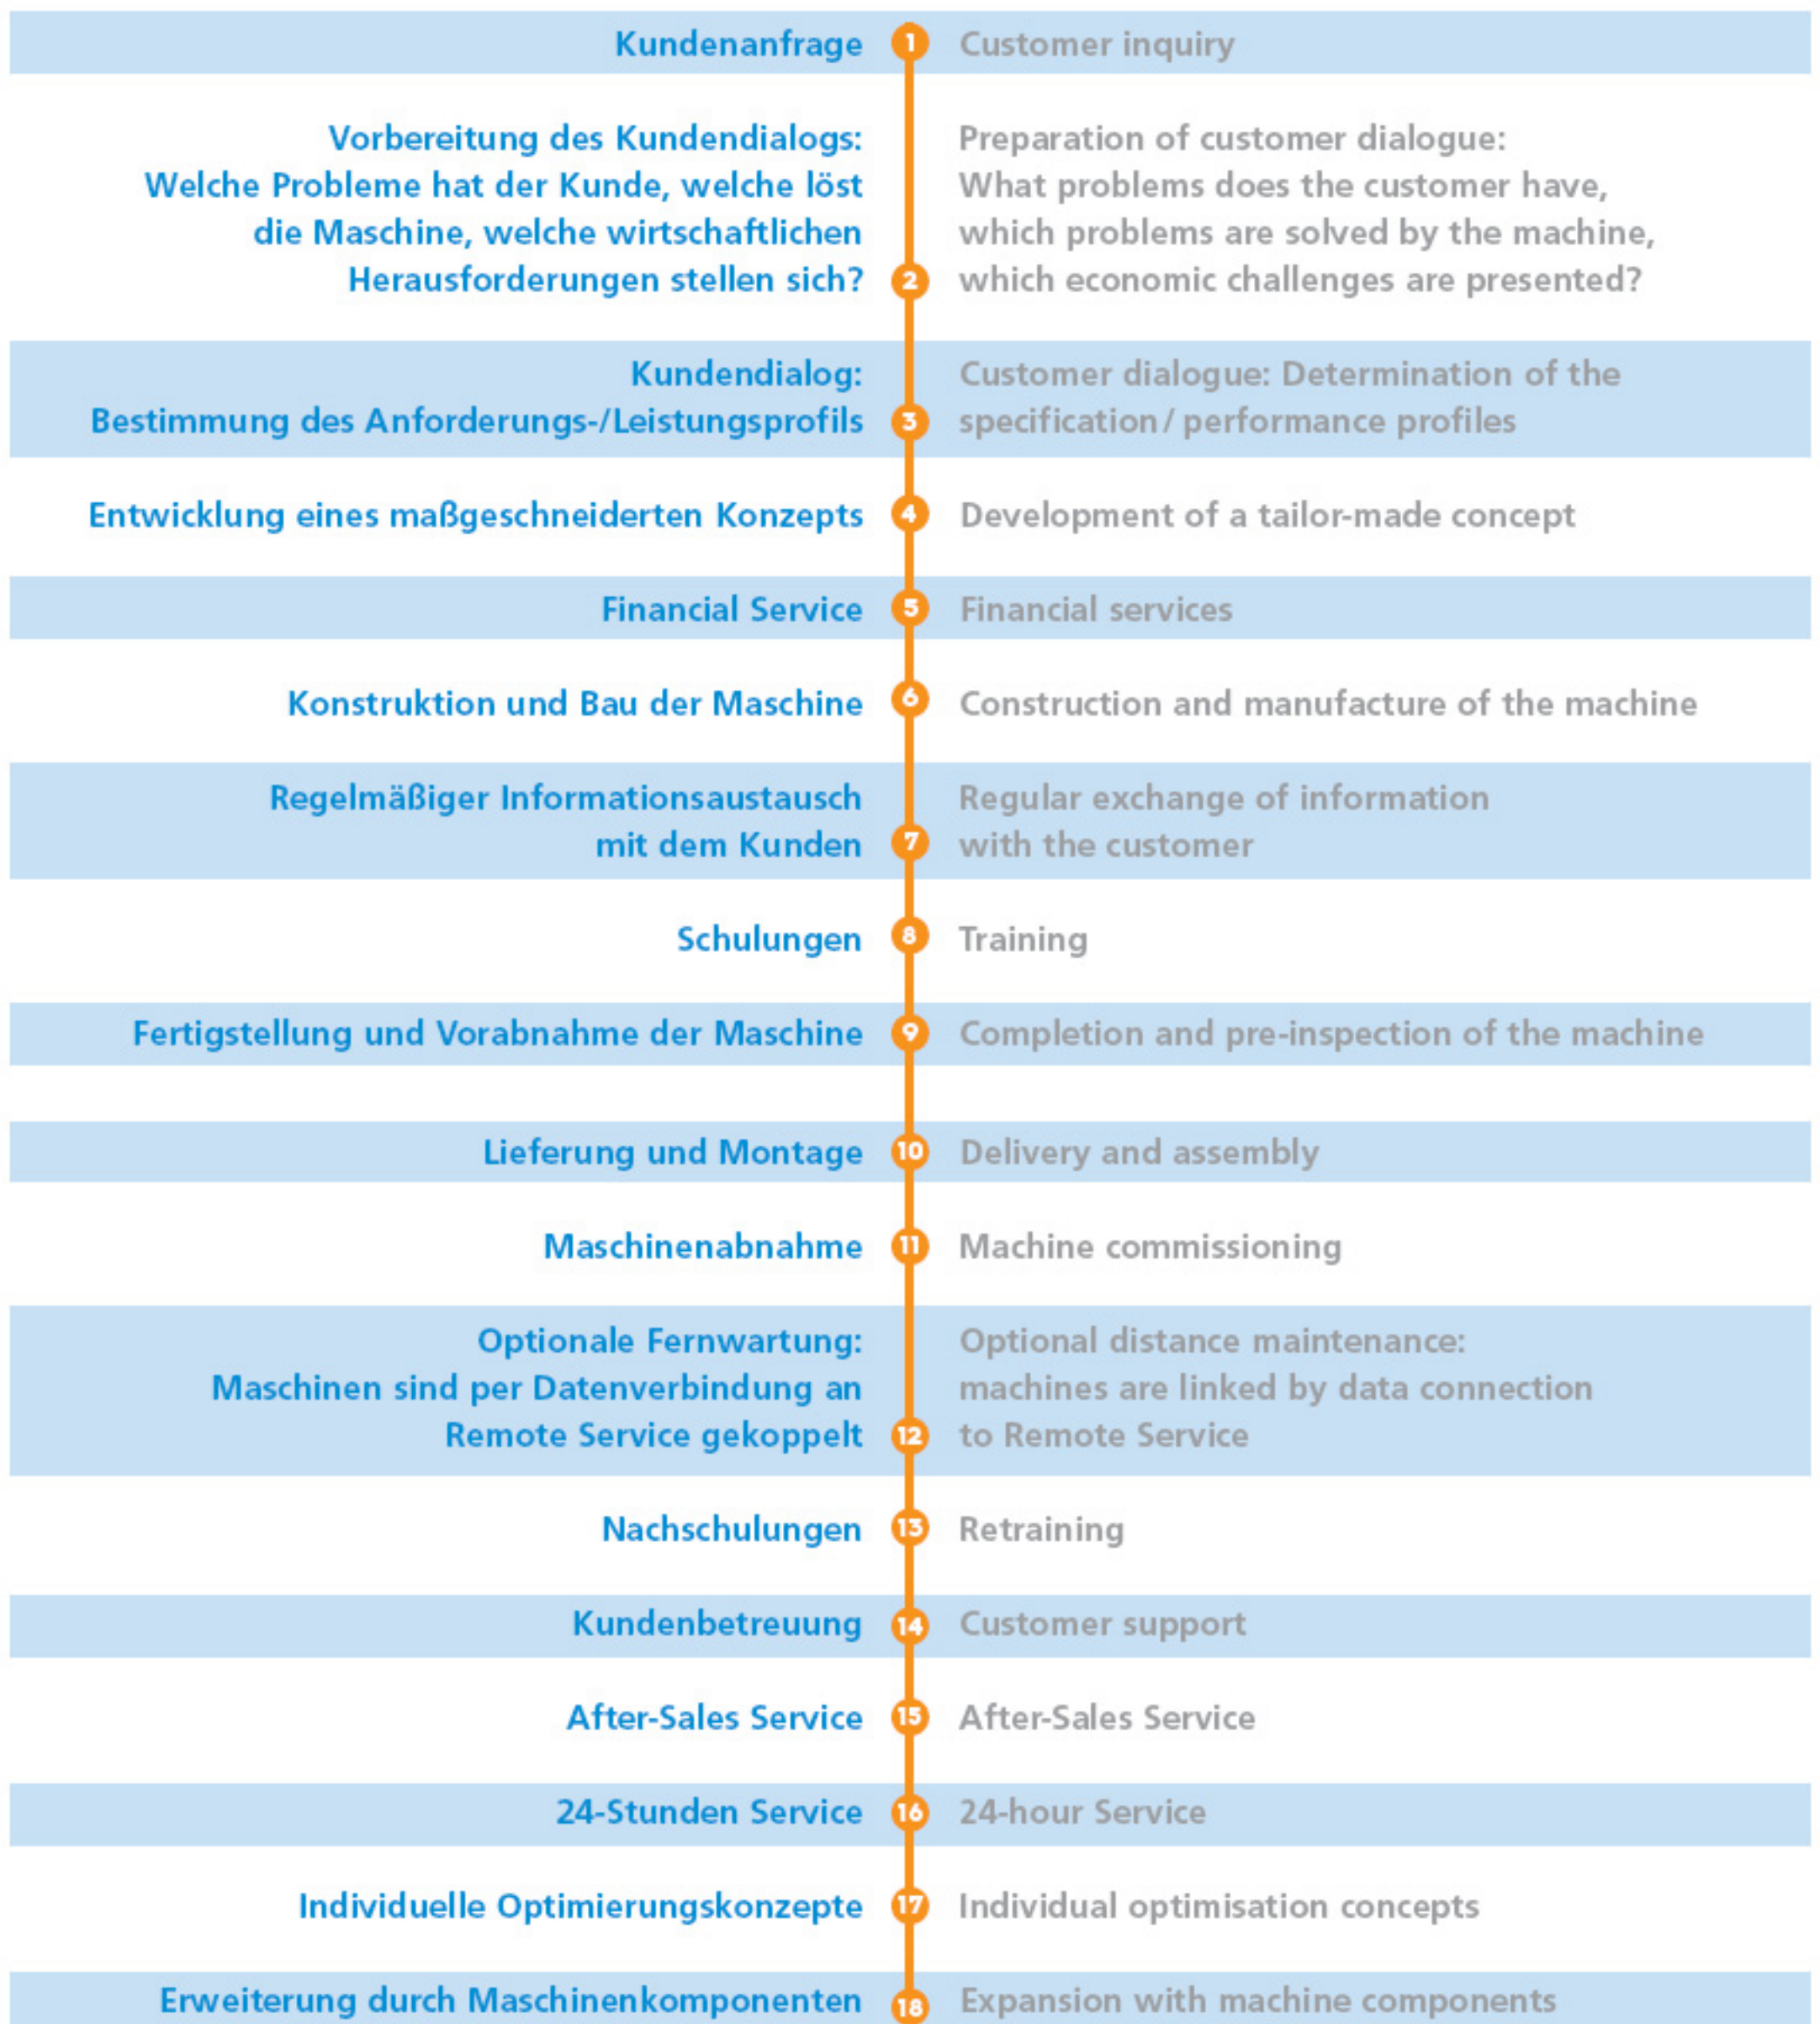 Kundenanfrage 1 Customer inquiry
Vorbereitung des Kundendialogs: Preparation of customer dialogue:
Welche Probleme hat der Kunde, welche löst What problems does the customer have,
die Maschine, welche wirtschaftlichen which problems are solved by the machine,
Herausforderungen stellen sich? 2 which economic challenges are presented?
Kundendialog: Customer dialogue: Determination of the
Bestimmung des Anforderungs-/Leistungsprofils 3 specification / performance profiles
Entwicklung eines maßgeschneiderten Konzepts 4 Development of a tailor-made concept
Financial Service 5 Financial services
Konstruktion und Bau der Maschine 6 Construction and manufacture of the machine
Regelmäßiger Informationsaustausch Regular exchange of information
mit dem Kunden 7 with the customer
Schulungen 8 Training
Fertigstellung und Vorabnahme der Maschine 9 Completion and pre-inspection of the machine
Lieferung und Montage 10 Delivery and assembly
Maschinenabnahme 11 Machine commissioning
Optionale Fernwartung: Optional distance maintenance:
Maschinen sind per Datenverbindung an machines are linked by data connection
Remote Service gekoppelt 12 to Remote Service
Nachschulungen 13 Retraining
Kundenbetreuung 14 Customer support
After-Sales Service 15 After-Sales Service
24-Stunden Service 16 24-hour Service
Individuelle Optimierungskonzepte 17 Individual optimisation concepts
Erweiterung durch Maschinenkomponenten 18 Expansion with machine components